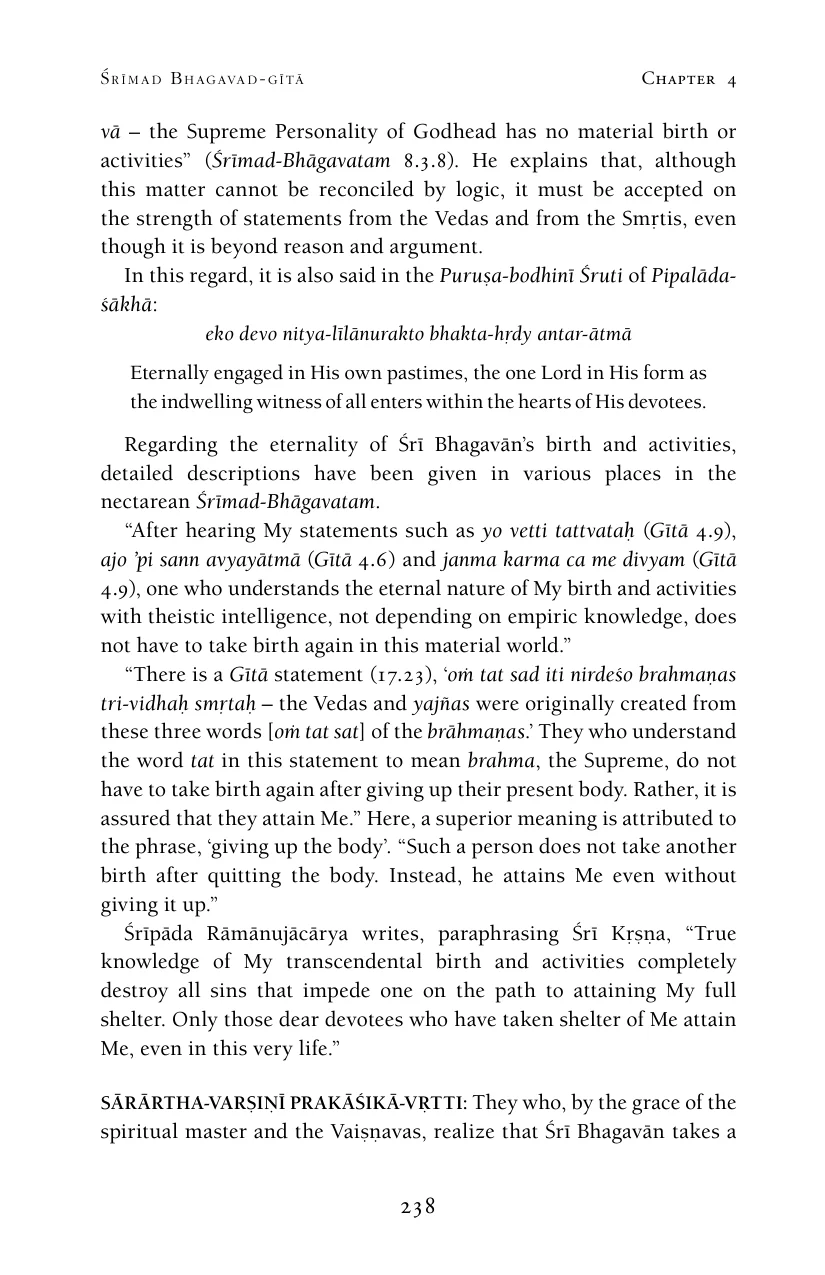 Śrīmad Bhagavad-gītā Chapter 4
vā – the Supreme Personality of Godhead has no material birth or
activities” (Śrīmad-Bhāgavatam 8.3.8). He explains that, although
this matter cannot be reconciled by logic, it must be accepted on
the strength of statements from the Vedas and from the Smṛtis, even
though it is beyond reason and argument.
In this regard, it is also said in the Puruṣa-bodhinī Śruti of Pipalāda-
śākhā:
eko devo nitya-līlānurakto bhakta-hṛdy antar-ātmā
Eternally engaged in His own pastimes, the one Lord in His form as
the indwelling witness of all enters within the hearts of His devotees.
Regarding the eternality of Śrī Bhagavān’s birth and activities,
detailed descriptions have been given in various places in the
nectarean Śrīmad-Bhāgavatam.
“After hearing My statements such as yo vetti tattvataḥ (Gītā 4.9),
ajo ’pi sann avyayātmā (Gītā 4.6) and janma karma ca me divyam (Gītā
4.9), one who understands the eternal nature of My birth and activities
with theistic intelligence, not depending on empiric knowledge, does
not have to take birth again in this material world.”
“There is a Gītā statement (17.23), ‘oṁ tat sad iti nirdeśo brahmaṇas
tri-vidhaḥ smṛtaḥ – the Vedas and yajñas were originally created from
these three words [oṁ tat sat] of the brāhmaṇas.’ They who understand
the word tat in this statement to mean brahma, the Supreme, do not
have to take birth again after giving up their present body. Rather, it is
assured that they attain Me.” Here, a superior meaning is attributed to
the phrase, ‘giving up the body’. “Such a person does not take another
birth after quitting the body. Instead, he attains Me even without
giving it up.”
Śrīpāda Rāmānujācārya writes, paraphrasing Śrī Kṛṣṇa, “True
knowledge of My transcendental birth and activities completely
destroy all sins that impede one on the path to attaining My full
shelter. Only those dear devotees who have taken shelter of Me attain
Me, even in this very life.”
SĀRĀRTHA-VARṢIṆĪ PRAKĀŚIKĀ-VṚTTI: They who, by the grace of the
spiritual master and the Vaiṣṇavas, realize that Śrī Bhagavān takes a
238